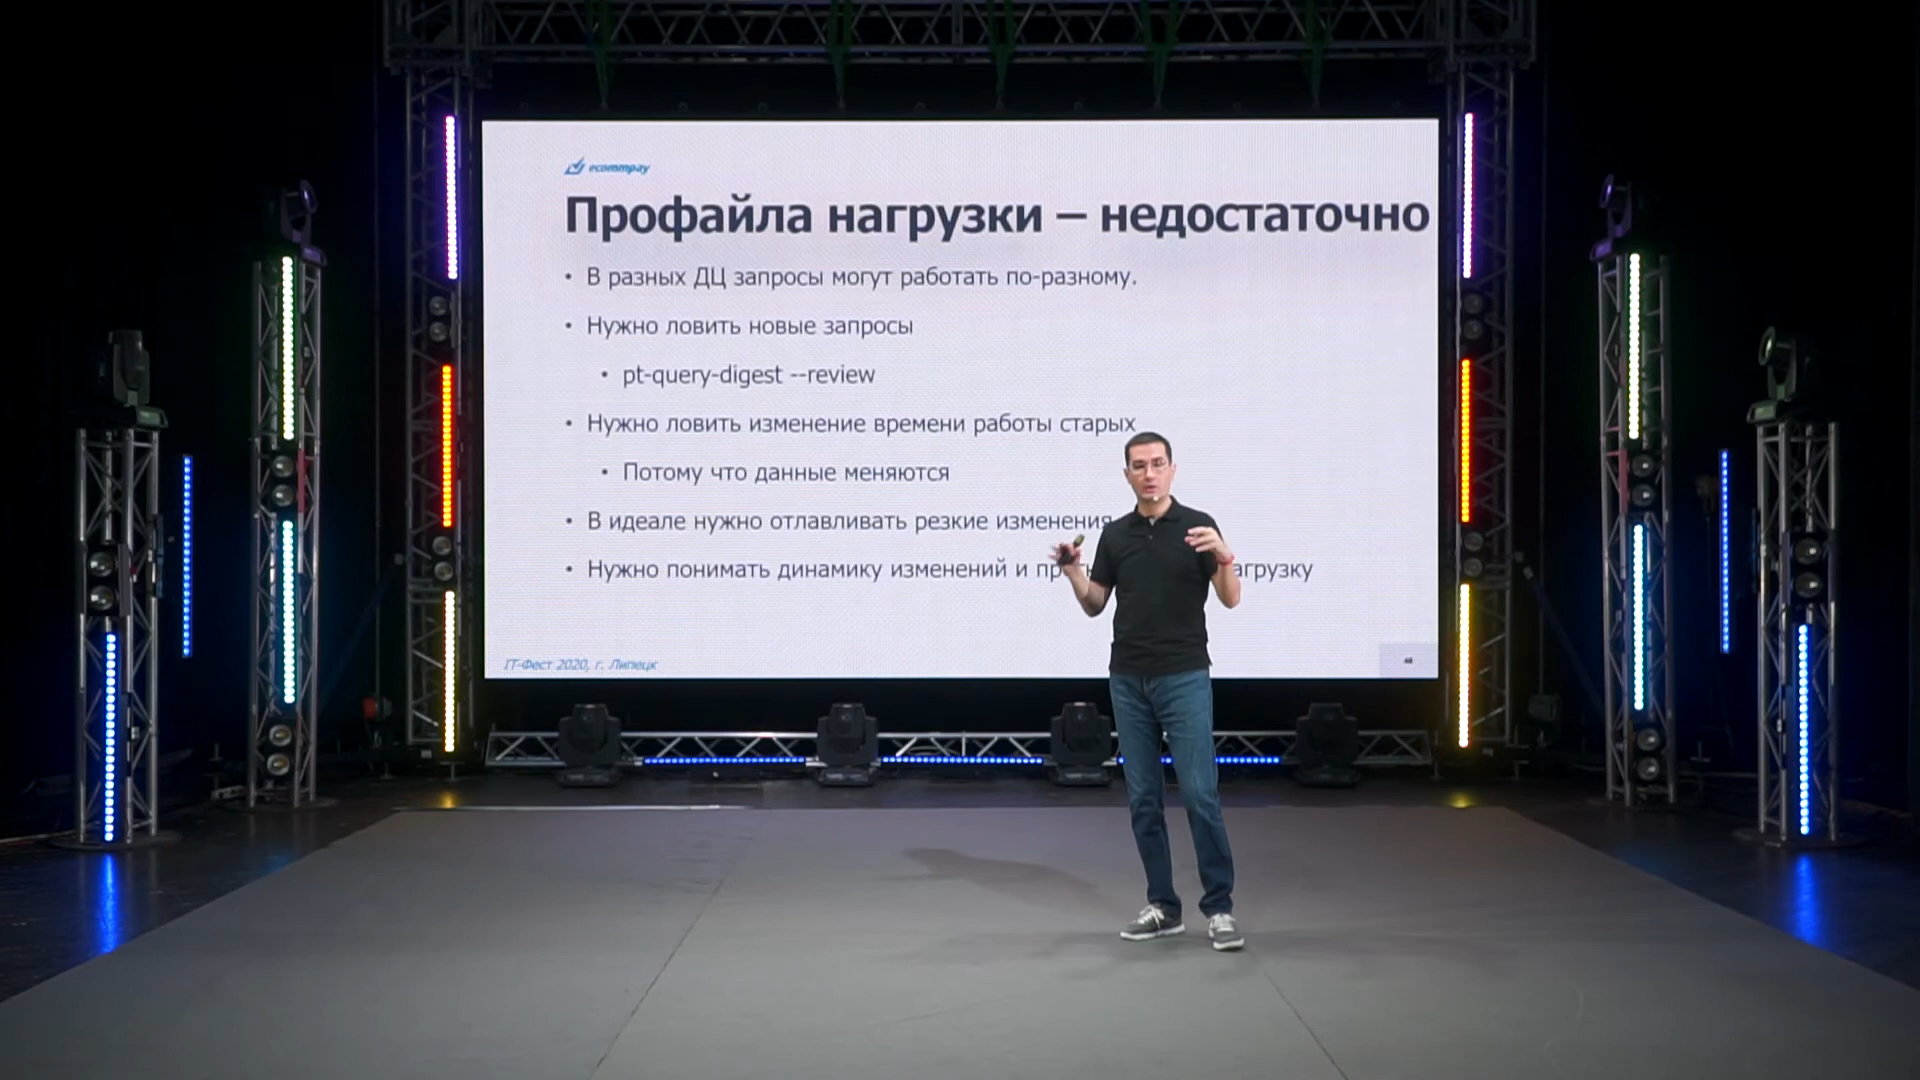 ecommpay
Профайла нагрузки – недостаточно
• В разных ДЦ запросы могут работать по-разному.
• Нужно ловить новые запросы
• pt-query-digest --review
• Нужно ловить изменение времени работы старых
• Потому что данные меняются
• В идеале нужно отлавливать резкие изменения
• Нужно понимать динамику изменений и
IT-Фест 2020, г. Липецк
48